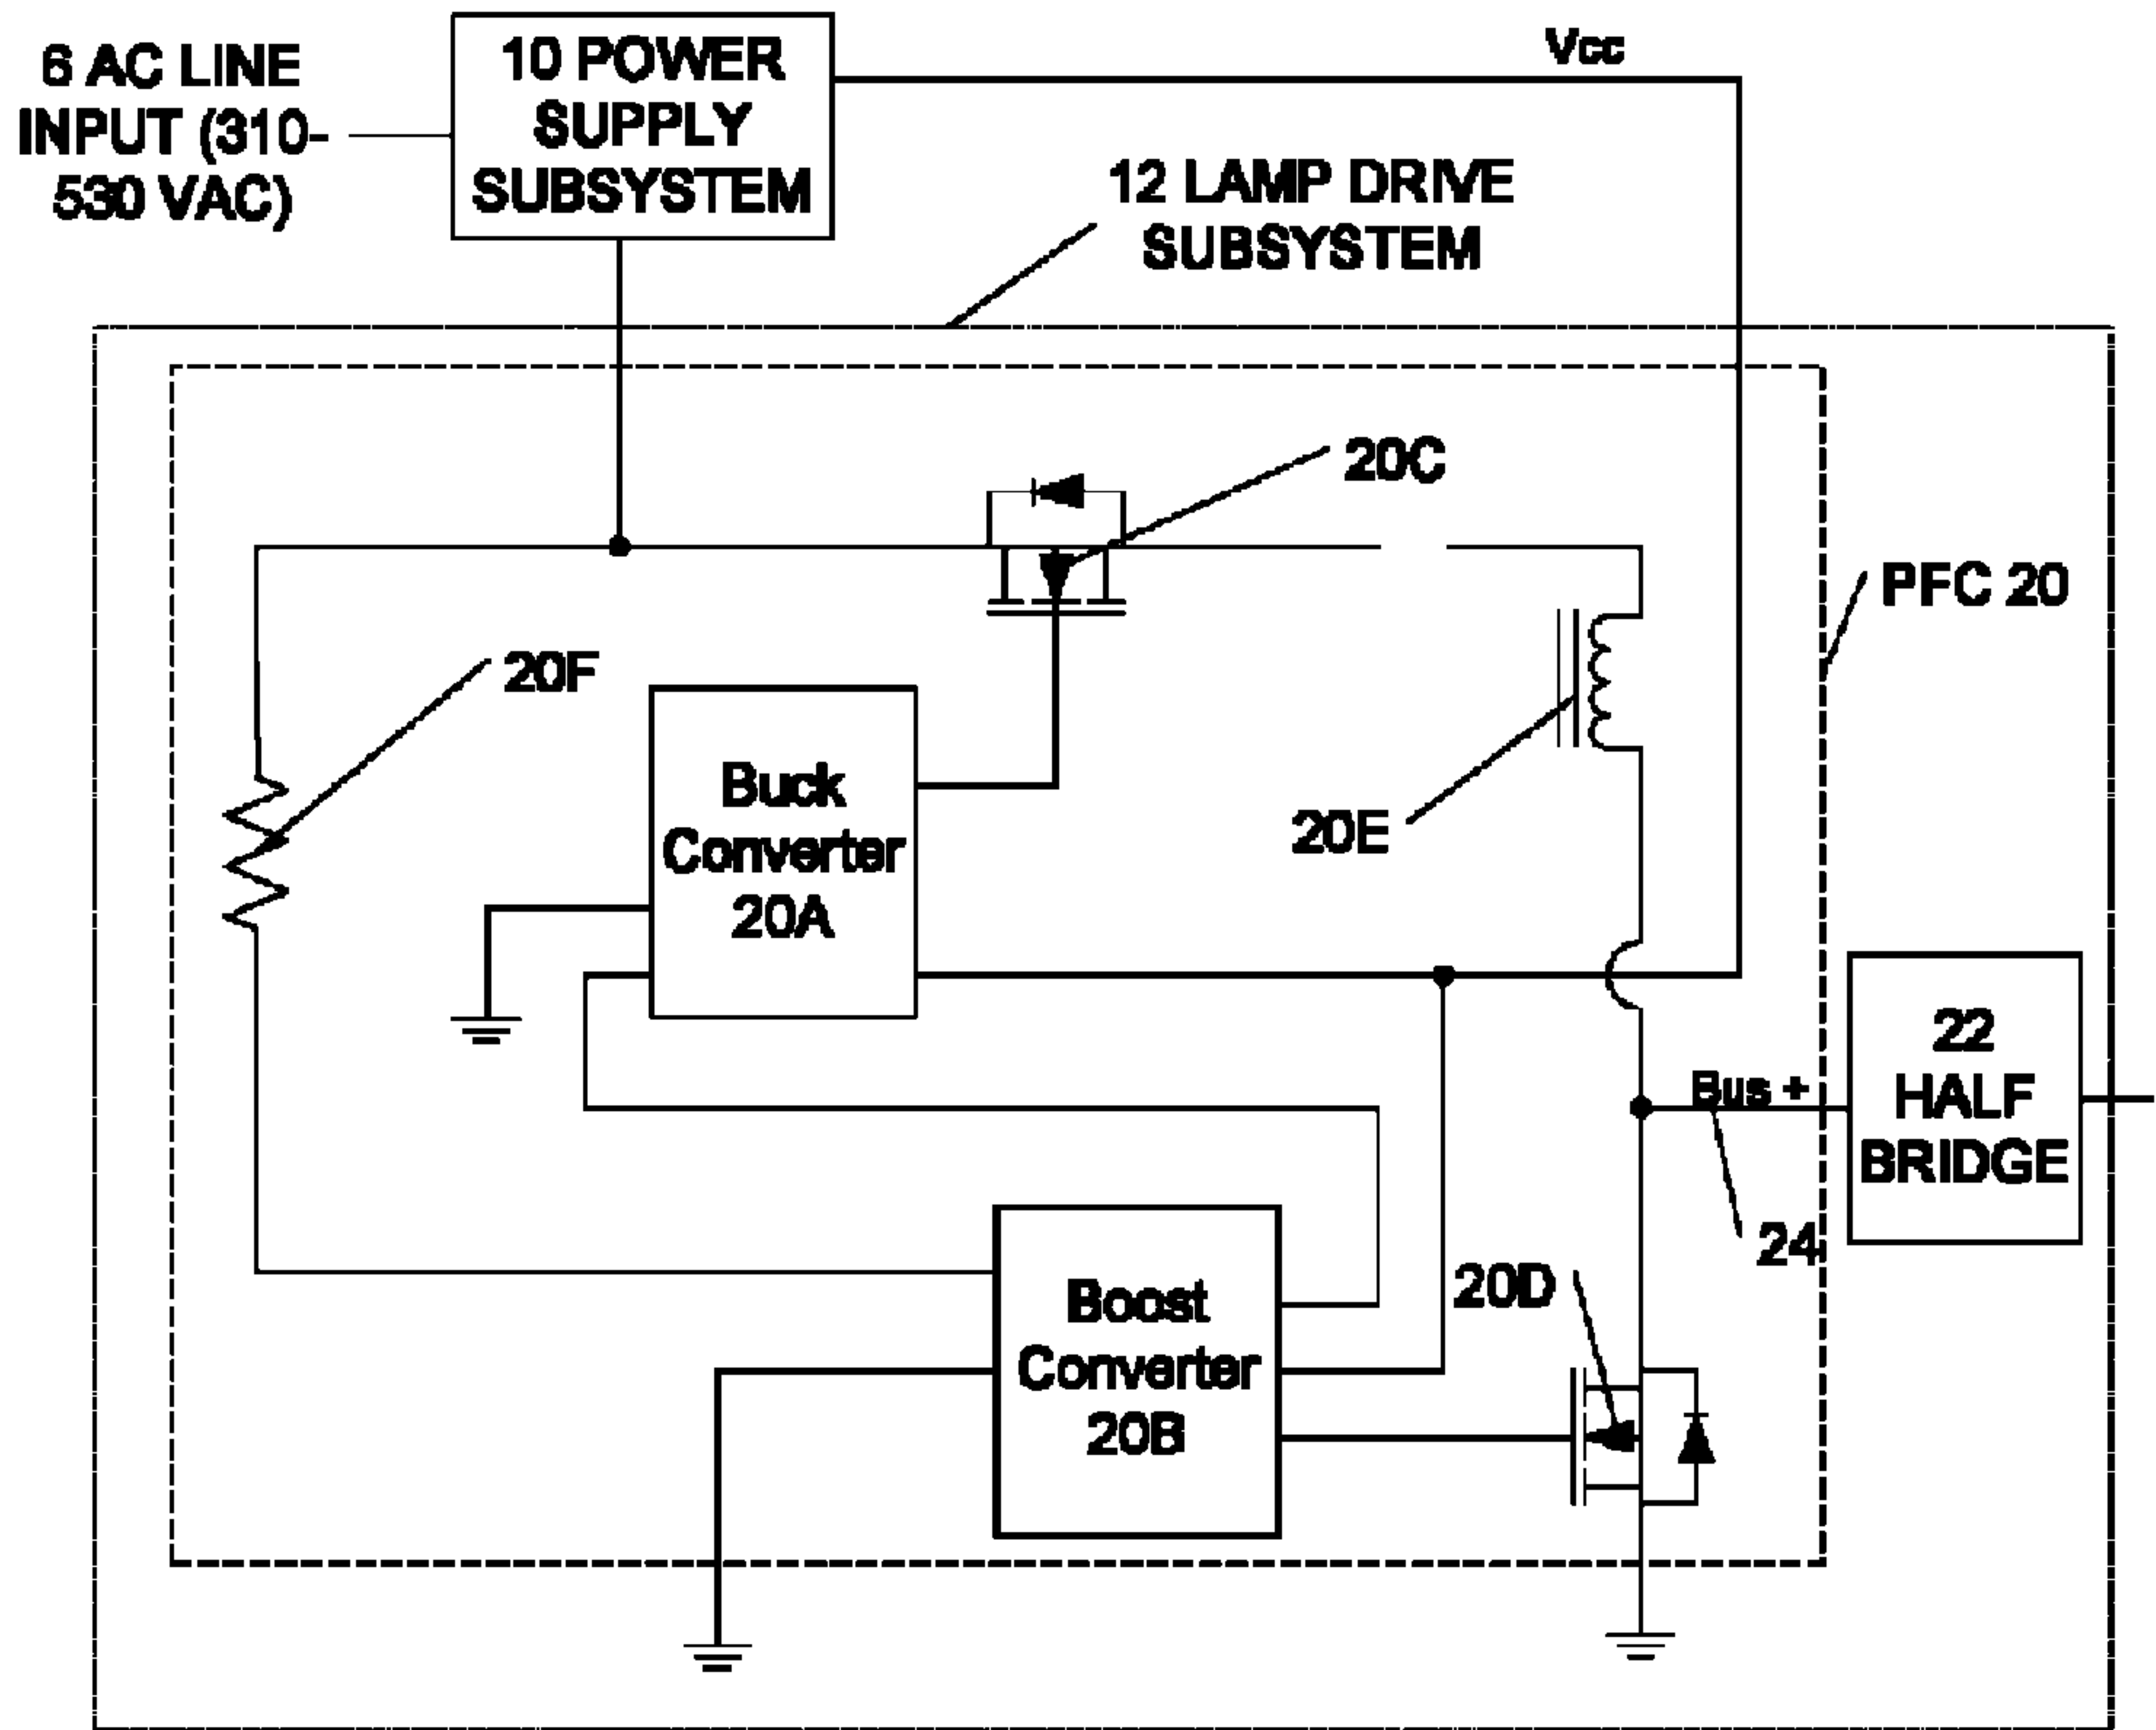 6 AC LINE
INPUT (310-
530 VAC)
10 POWER
SUPPLY
SUBSYSTEM
Vcc
12 LAMP DRIVE
SUBSYSTEM
20C
PFC 20
20F
Buck
Converter
20A
20E
22
HALF
BRIDGE
Bus +
24
20D
Boost
Converter
20B